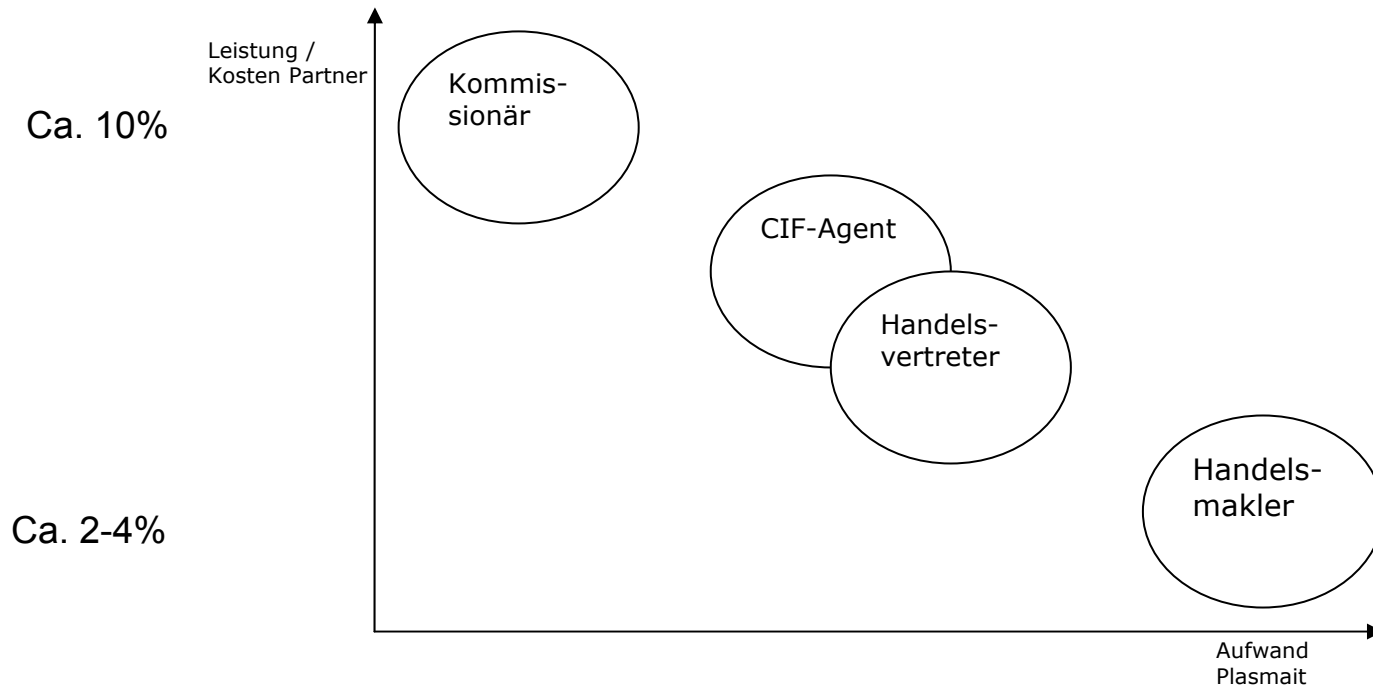 Leistung /
Kosten Partner
Ca. 10%
Kommis-
sionär
CIF-Agent
Handels-
vertreter
Handels-
makler
Ca. 2-4%
Aufwand
Plasmait